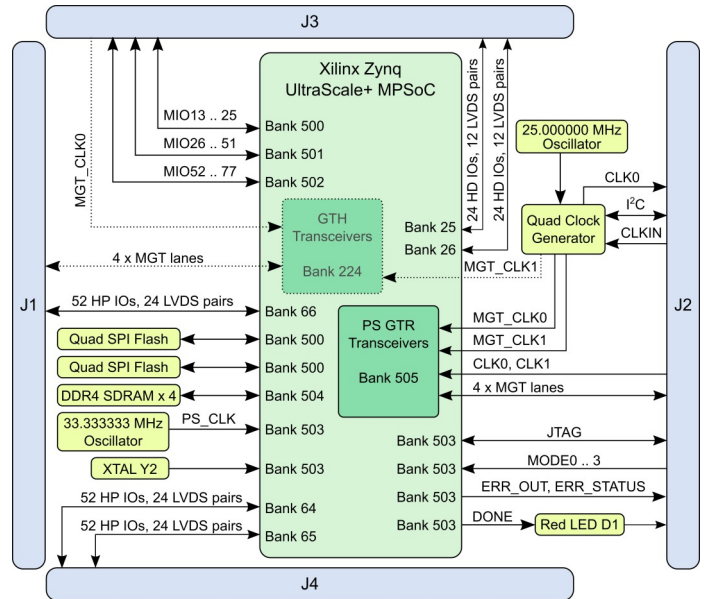 J3
Xilinx Zynq
UltraScale+ MPSoC
MIO13 .. 25
Bank 500
MIO26 .. 51
Bank 501
MIO52 .. 77
Bank 502
MGT_CLK0
24 HD IOs, 12 LVDS pairs
24 HD IOs, 12 LVDS pairs
25.000000 MHz
Oscillator
CLK0
I²C
Quad Clock
Generator
CLKIN
GTH
Transceivers
Bank 224
Bank 25
Bank 26
MGT_CLK1
4 x MGT lanes
J1
J2
52 HP IOs, 24 LVDS pairs
Bank 66
Quad SPI Flash
Bank 500
Quad SPI Flash
Bank 500
DDR4 SDRAM x 4
Bank 504
33.333333 MHz
Oscillator
PS_CLK
Bank 503
XTAL Y2
Bank 503
PS GTR
Transceivers
Bank 505
MGT_CLK0
MGT_CLK1
CLK0, CLK1
4 x MGT lanes
Bank 503
JTAG
Bank 503
MODE0 .. 3
Bank 503
ERR_OUT, ERR_STATUS
Bank 503
DONE
Red LED D1
52 HP IOs, 24 LVDS pairs
Bank 64
52 HP IOs, 24 LVDS pairs
Bank 65
J4